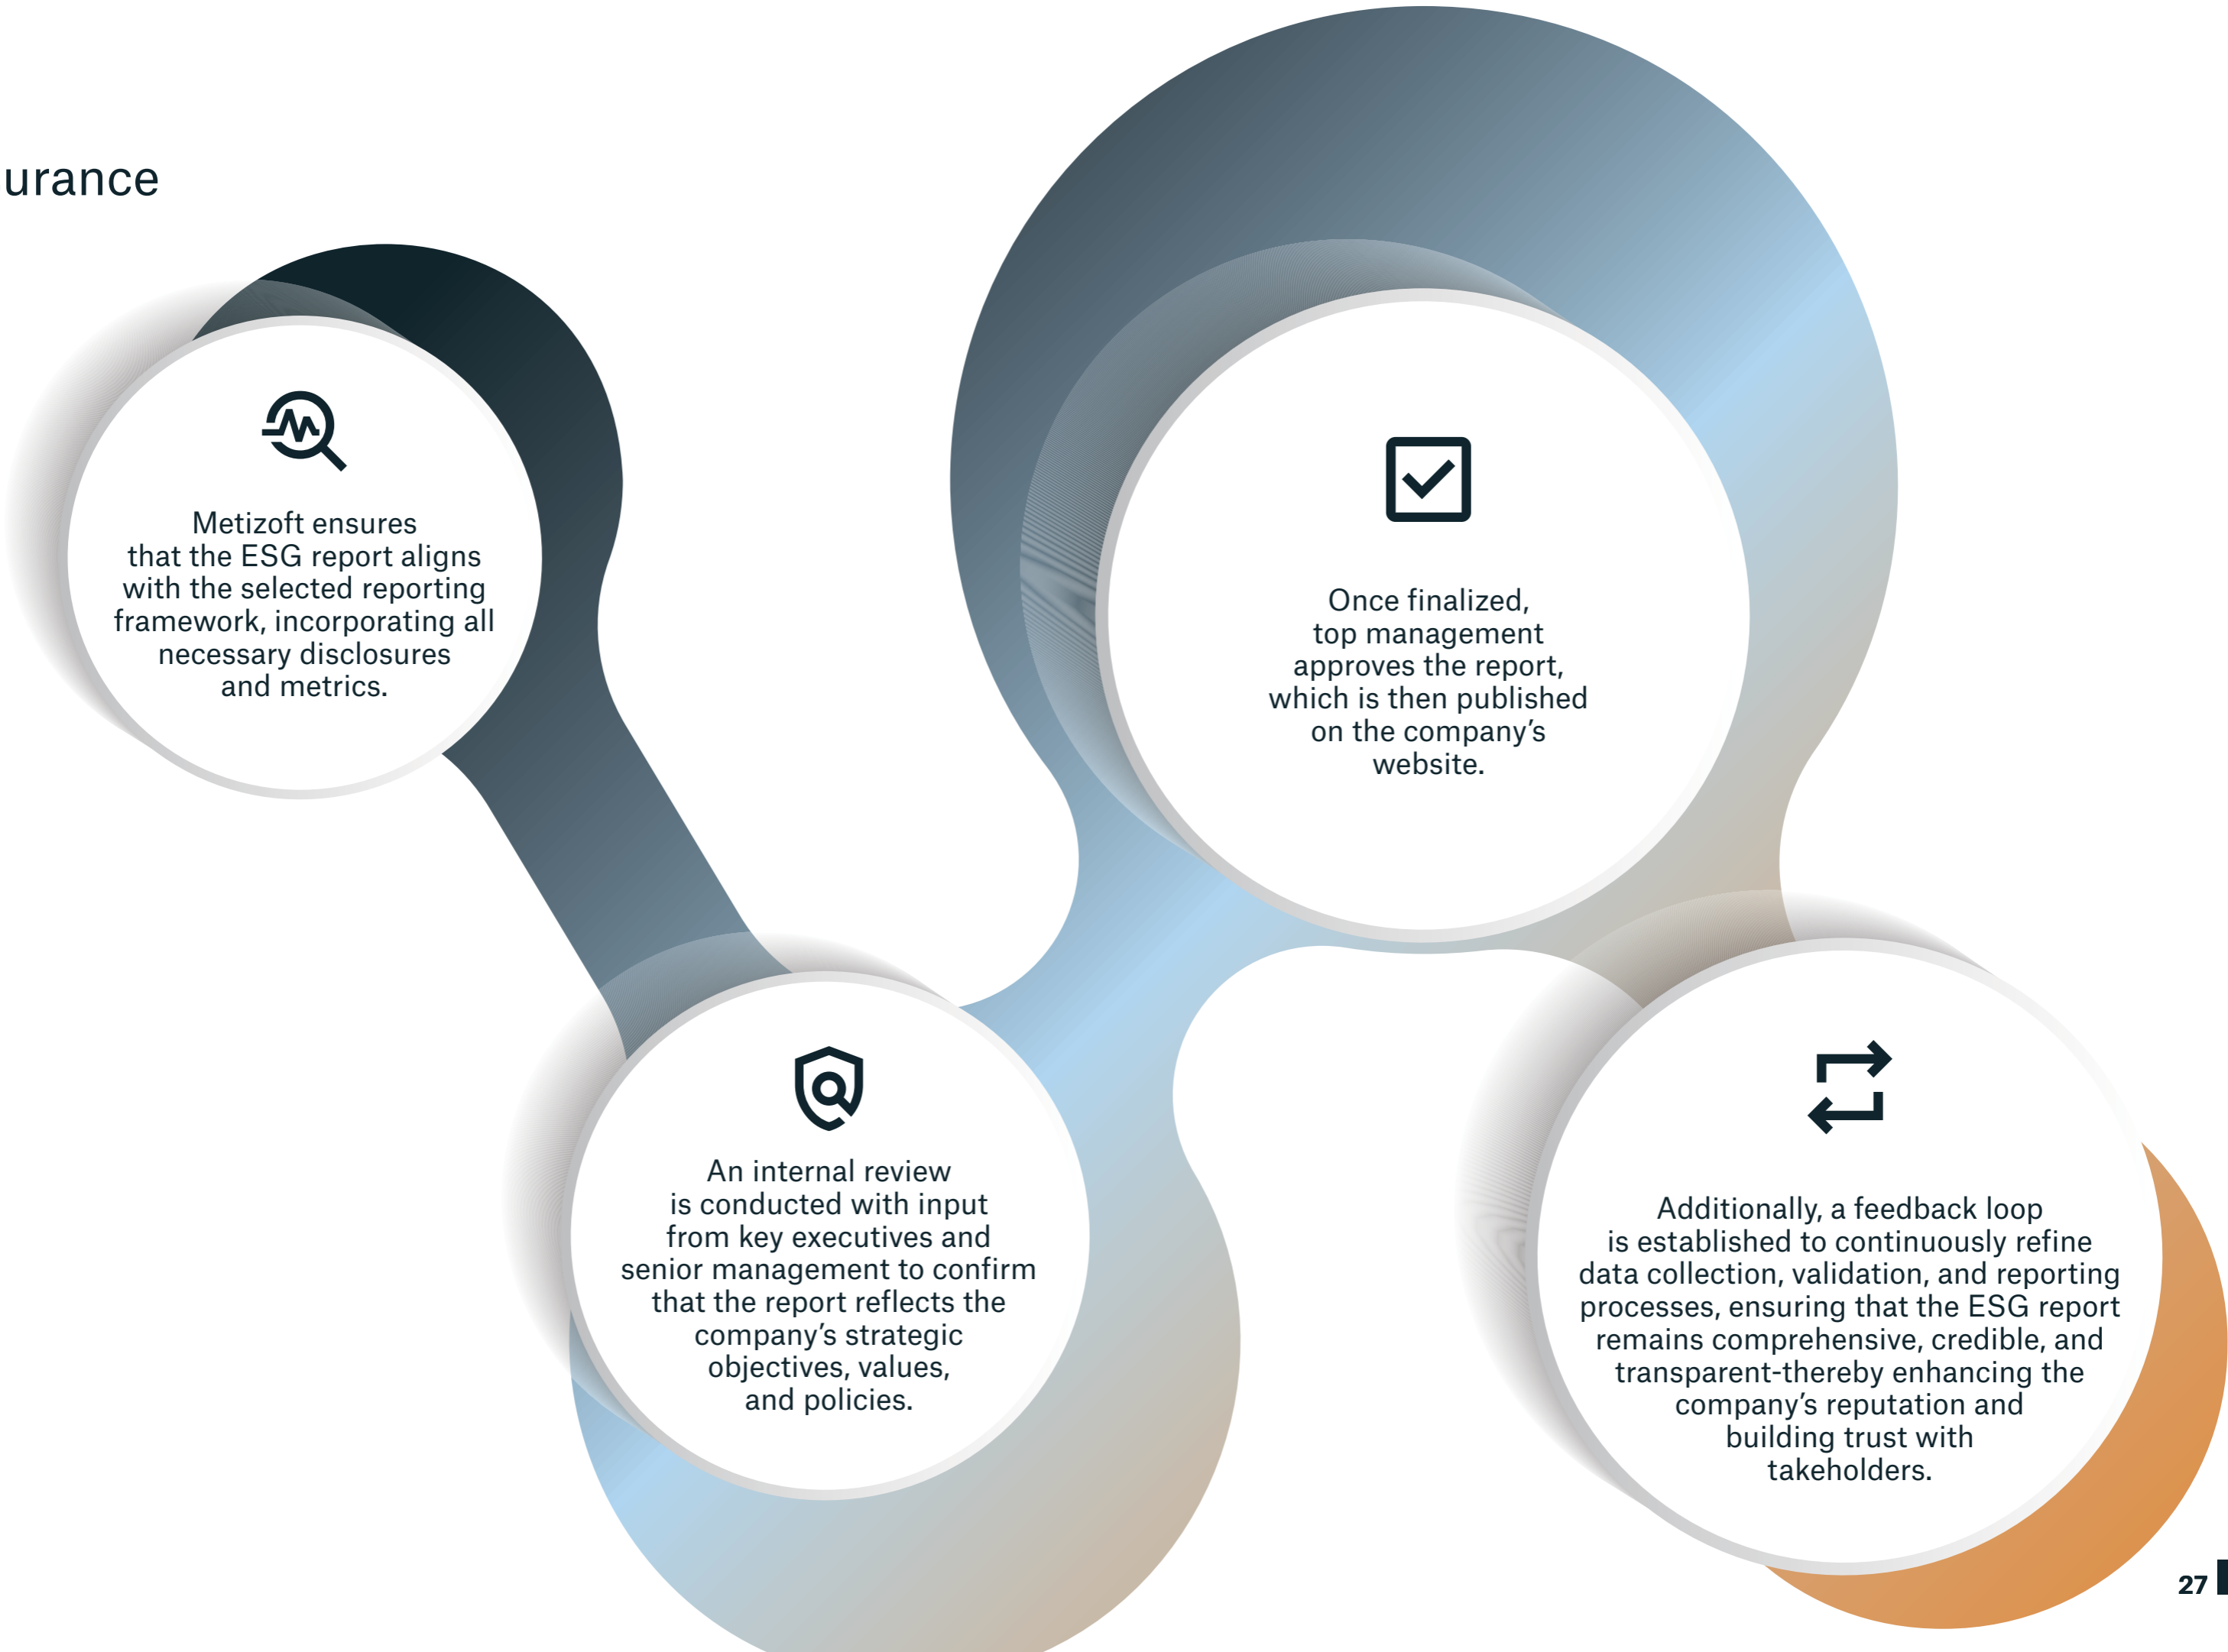 urance
Metizoft ensures
that the ESG report aligns
with the selected reporting
framework, incorporating all
necessary disclosures
and metrics.
An internal review
is conducted with input
from key executives and
senior management to confirm
that the report reflects the
company’s strategic
objectives, values,
and policies.
Once finalized,
top management
approves the report,
which is then published
on the company’s
website.
Additionally, a feedback loop
is established to continuously refine
data collection, validation, and reporting
processes, ensuring that the ESG report
remains comprehensive, credible, and
transparent-thereby enhancing the
company’s reputation and
building trust with
takeholders.
27